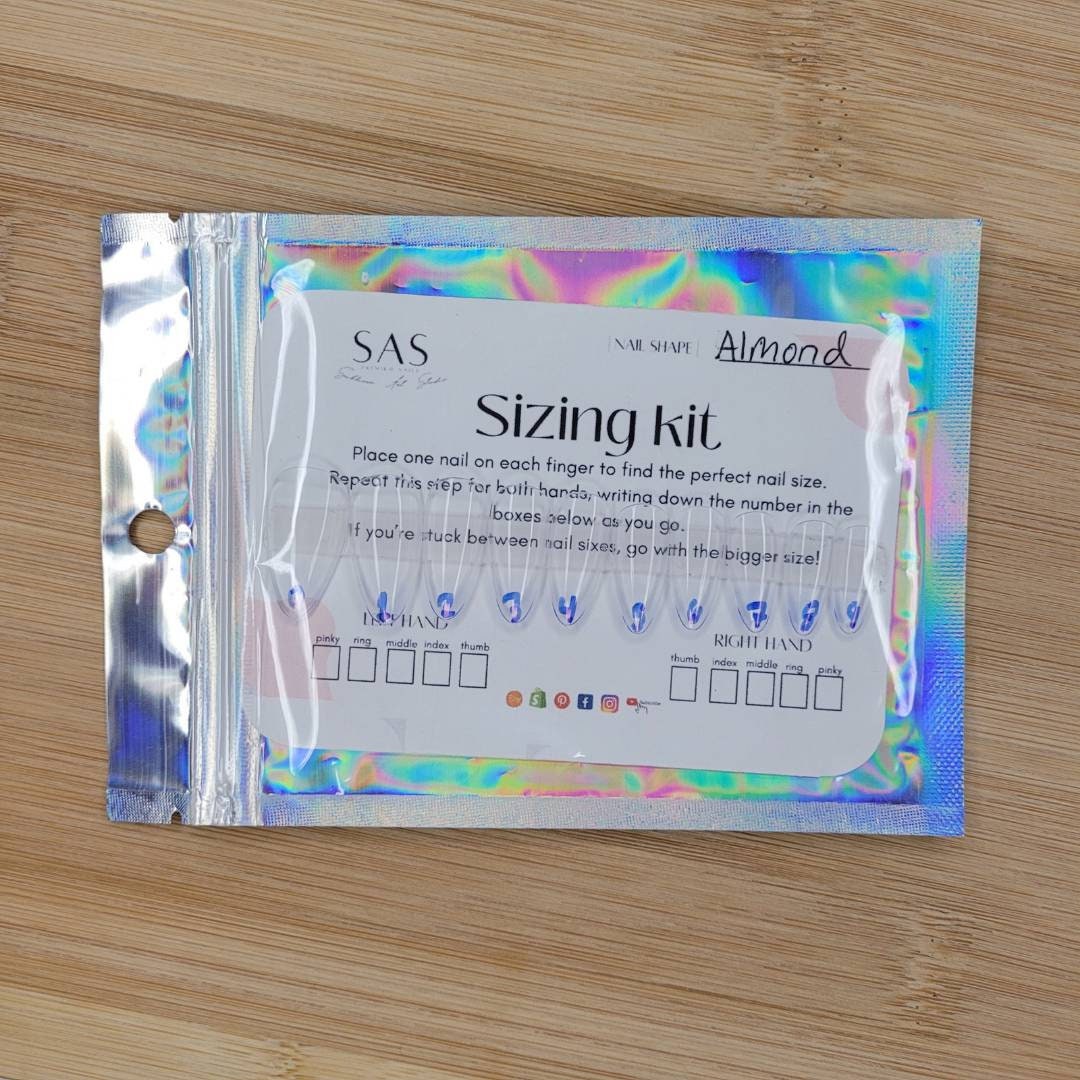 SAS
PREMIER NAILS
NAIL SHAPE Almond
Sizing kit
Place one nail on each finger to find the perfect nail size.
Repeat this step for both hands, writing down the number in the
boxes below as you go.
If you're stuck between nail sixes, go with the bigger size!
0 1 2 3 4 6 7 8 9
LEFT HAND
pinky ring middle index thumb
RIGHT HAND
thumb index middle ring pinky